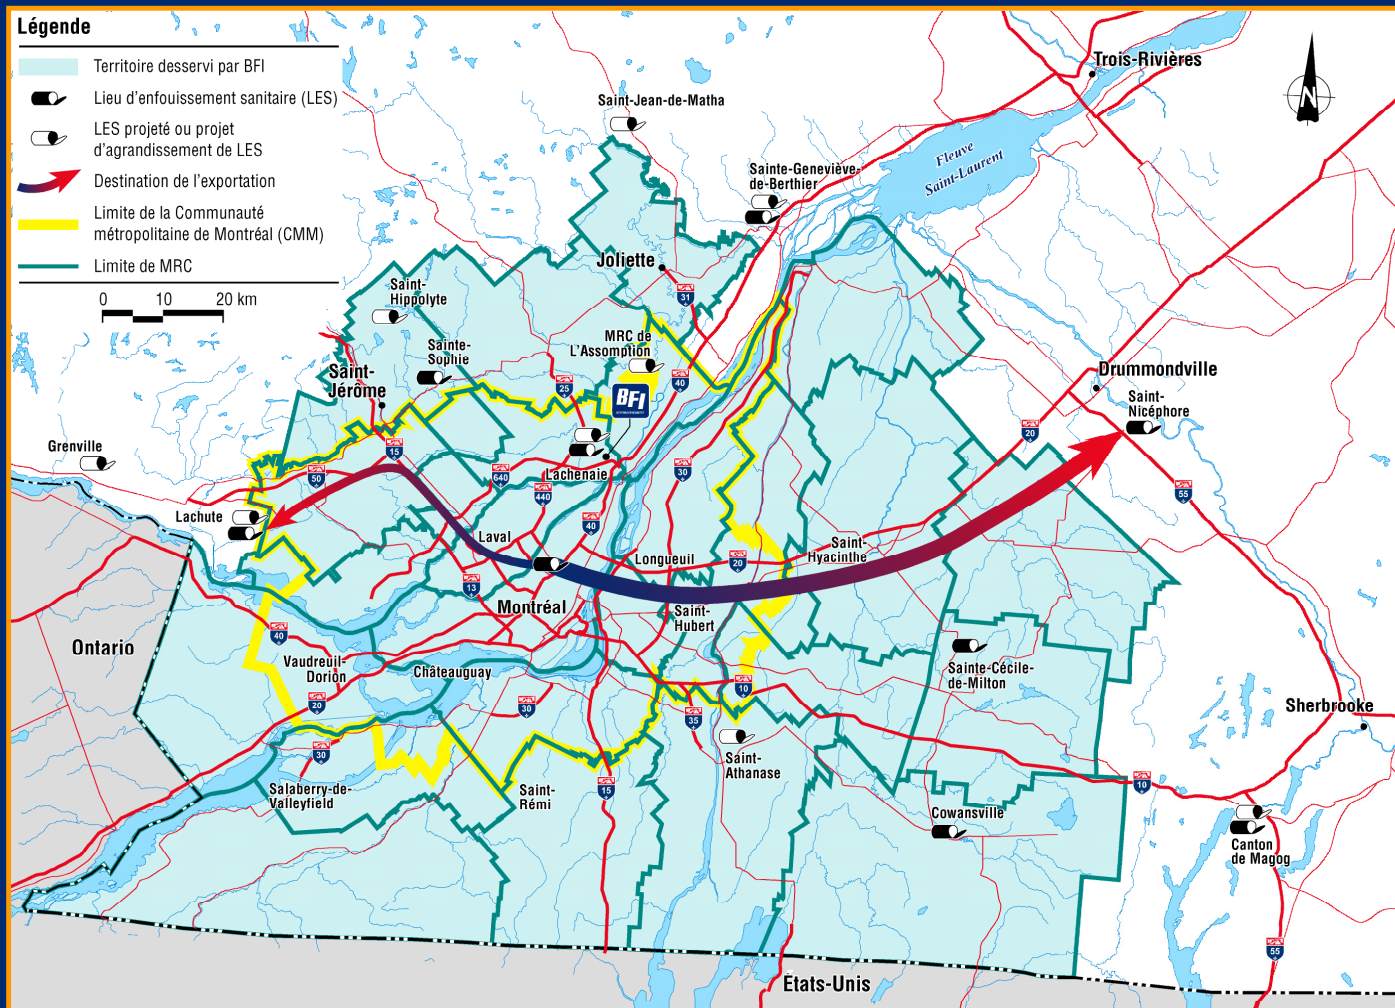 Légende
Territoire desservi par BFI
Lieu d'enfouissement sanitaire (LES)
LES projeté ou projet
d'agrandissement de LES
Destination de l'exportation
Limite de la Communauté
métropolitaine de Montréal (CMM)
Limite de MRC
0 10 20 km
N
Trois-Rivières
Saint-Jean-de-Matha
Fleuve
Saint-Laurent
Sainte-Geneviève-
de-Berthier
Joliette
Saint-
Hippolyte
31
MRC de
L'Assomption
Sainte-
Sophie
Saint-
Jérôme
25
40
BFI
Drummondville
Saint-
Nicéphore
20
Grenville
15
50
640
440
Lachenaie
30
55
Lachute
40
Laval
Longueuil
20
Saint-
Hyacinthe
13
Montréal
Saint-
Hubert
40
Ontario
Vaudreuil-
Dorion
Châteauguay
Sainte-Cécile-
de-Milton
20
30
10
35
Sherbrooke
30
Saint-
Athanase
Salaberry-de-
Valleyfield
Saint-
Rémi
15
10
Cowansville
Canton
de Magog
55
États-Unis